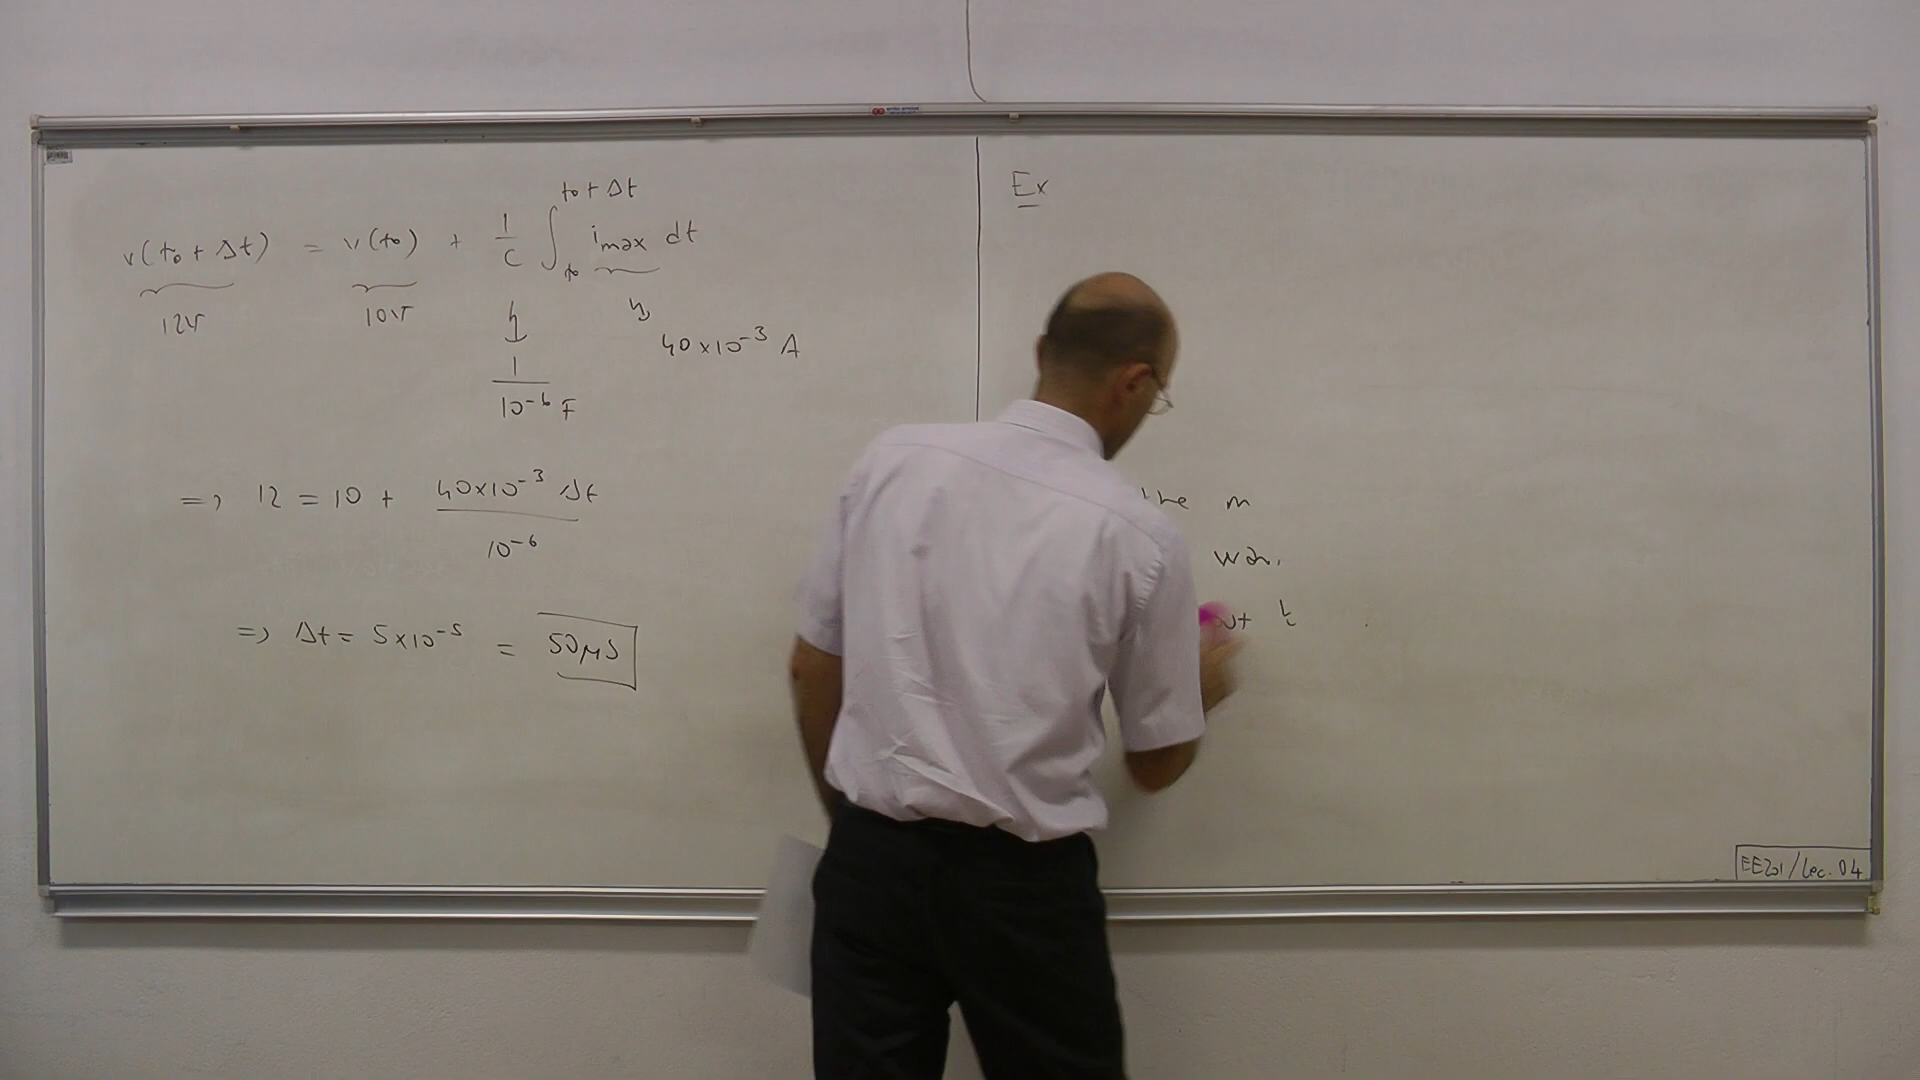 v(t₀ + Δt) = v(t₀) + 1/C ∫_{t₀}^{t₀ + Δt} i_max dt
12V 10V
1/10⁻⁶ F
40×10⁻³ A
=> 12 = 10 + 40×10⁻³ Δt / 10⁻⁶
=> Δt = 5×10⁻⁵ = 50μs
Ex
the m
EE201/Lec. 04